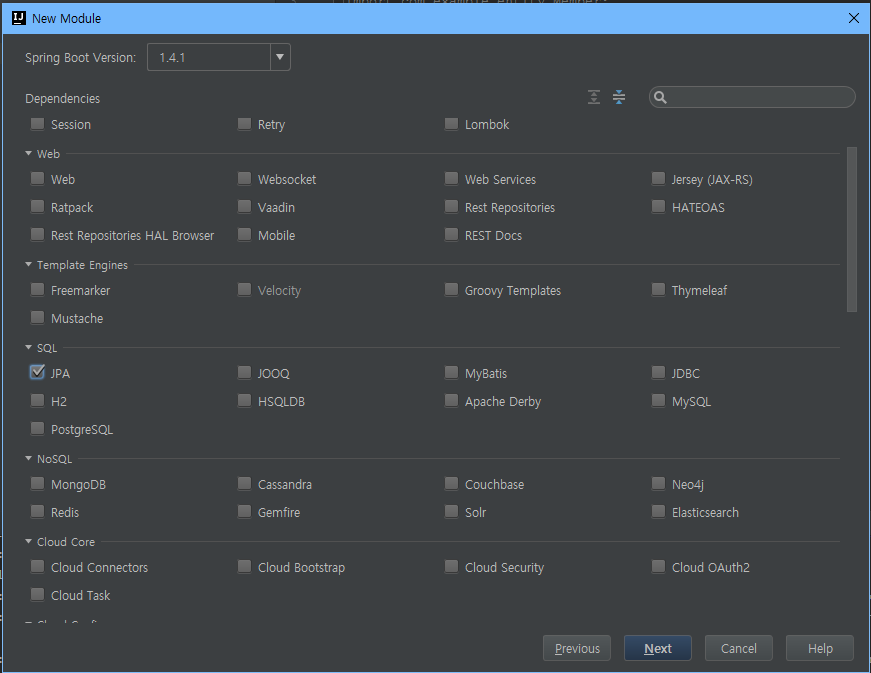 New Module
Spring Boot Version: 1.4.1
Dependencies
Session Retry Lombok
Web
Web Websocket Web Services Jersey (JAX-RS)
Ratpack Vaadin Rest Repositories HATEOAS
Rest Repositories HAL Browser Mobile REST Docs
Template Engines
Freemarker Velocity Groovy Templates Thymeleaf
Mustache
SQL
JPA JOOQ MyBatis JDBC
H2 HSQLDB Apache Derby MySQL
PostgreSQL
NoSQL
MongoDB Cassandra Couchbase Neo4j
Redis Gemfire Solr Elasticsearch
Cloud Core
Cloud Connectors Cloud Bootstrap Cloud Security Cloud OAuth2
Cloud Task
Previous Next Cancel Help